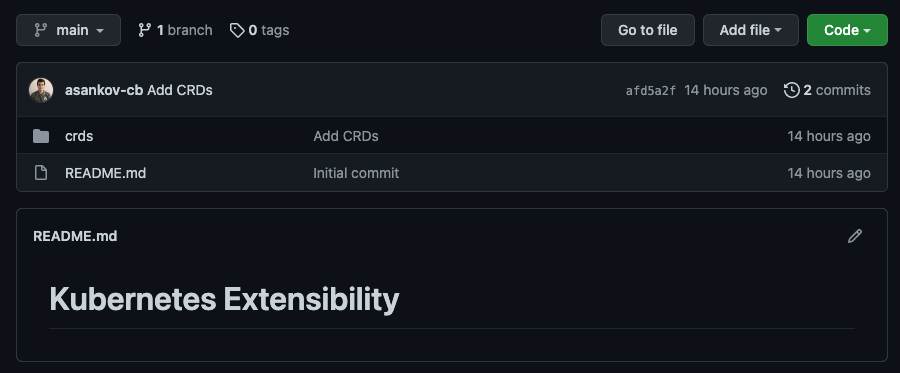 main 1 branch 0 tags Go to file Add file Code
asankov-cb Add CRDs afd5a2f 14 hours ago 2 commits
crds Add CRDs 14 hours ago
README.md Initial commit 14 hours ago
README.md
Kubernetes Extensibility